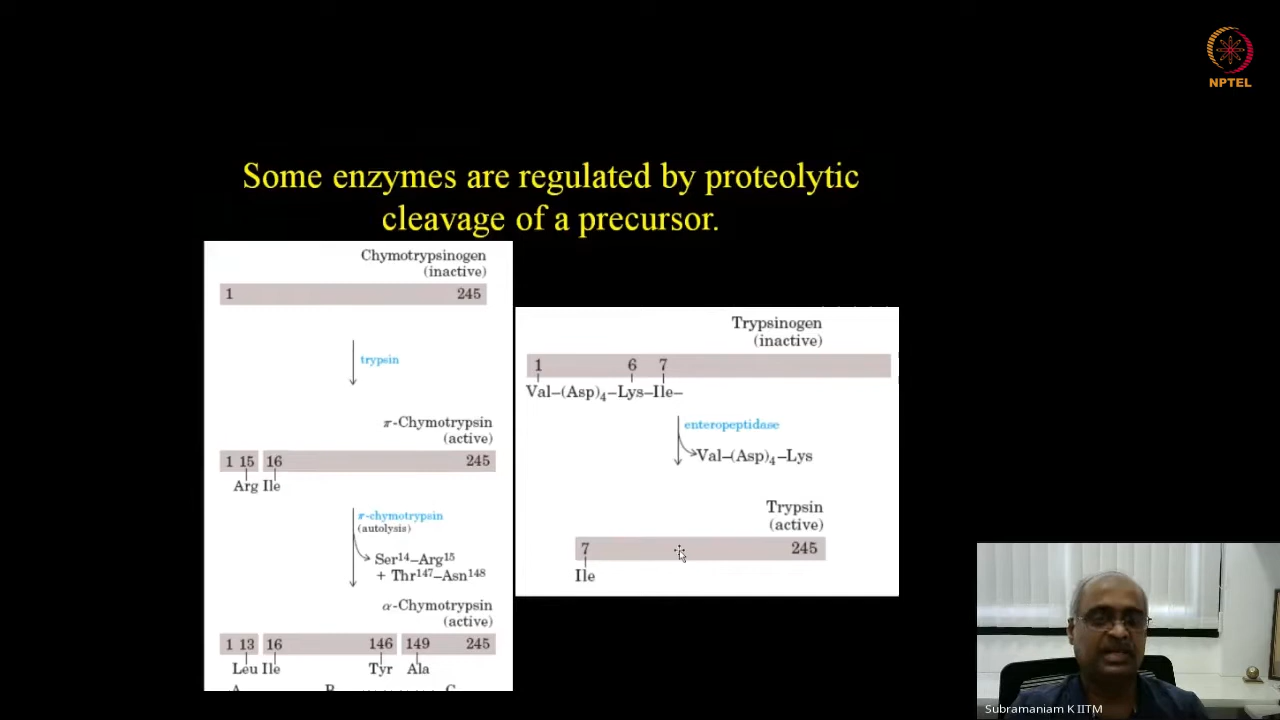 NPTEL
Some enzymes are regulated by proteolytic
cleavage of a precursor.
Chymotrypsinogen
(inactive)
1 245
trypsin
π-Chymotrypsin
(active)
1 15 16 245
Arg Ile
π-chymotrypsin
(autolysis)
Ser¹⁴–Arg¹⁵
+ Thr¹⁴⁷–Asn¹⁴⁸
α-Chymotrypsin
(active)
1 13 16 146 149 245
Leu Ile Tyr Ala
A B C
Trypsinogen
(inactive)
1 6 7
Val–(Asp)₄–Lys–Ile–
enteropeptidase
Val–(Asp)₄–Lys
Trypsin
(active)
7 245
Ile
Subramaniam K IITM